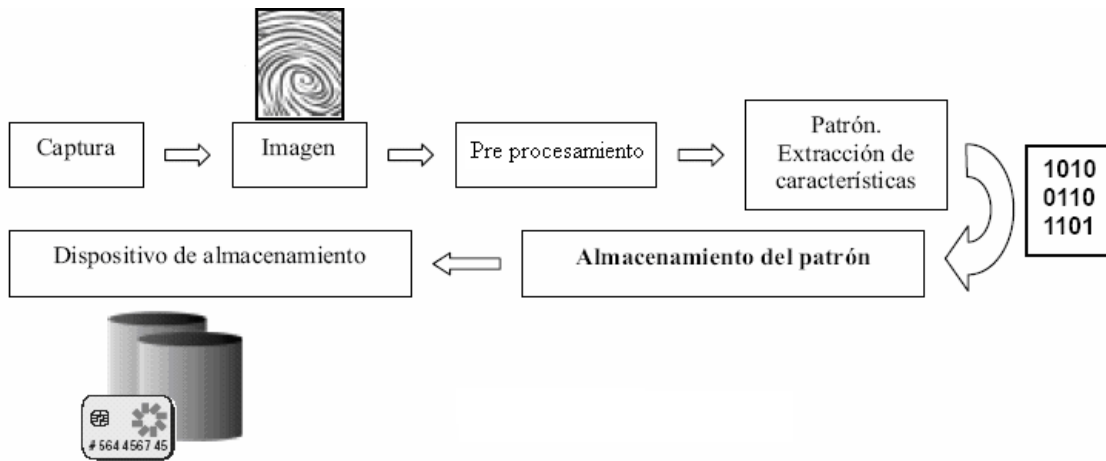 Captura
Imagen
Pre procesamiento
Patrón.
Extracción de
características
1010
0110
1101
Almacenamiento del patrón
Dispositivo de almacenamiento
# 564 4567 45